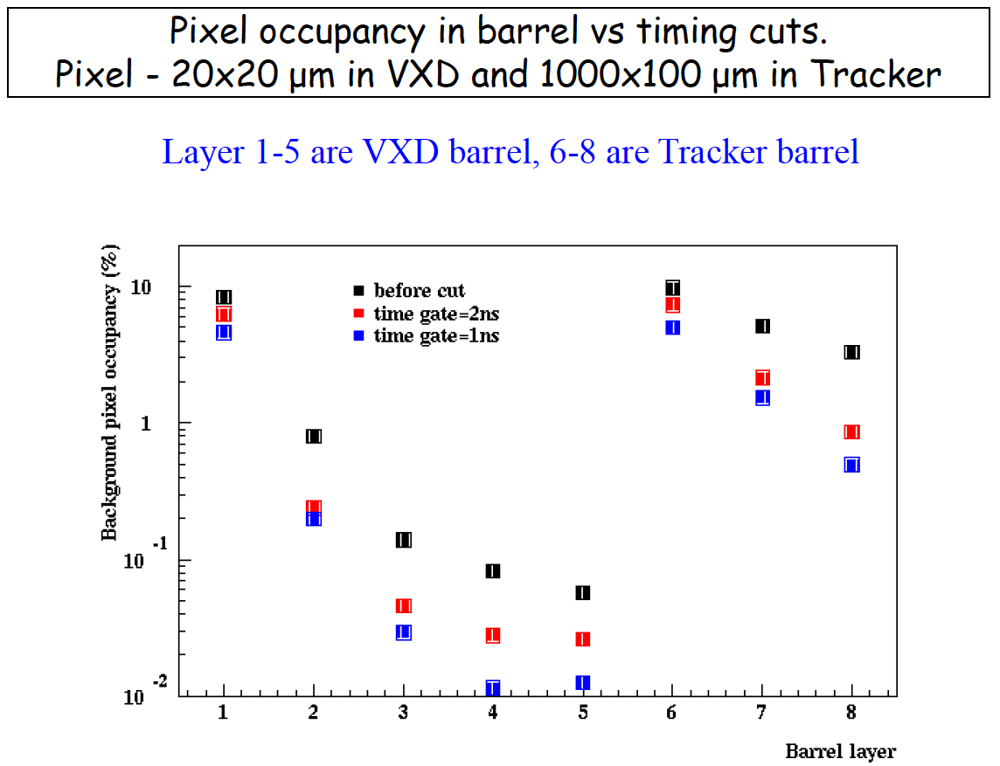 Pixel occupancy in barrel vs timing cuts.
Pixel - 20x20 μm in VXD and 1000x100 μm in Tracker
Layer 1-5 are VXD barrel, 6-8 are Tracker barrel
Background pixel occupancy (%)
before cut
time gate=2ns
time gate=1ns
10
1
10 -1
10 -2
1 2 3 4 5 6 7 8
Barrel layer